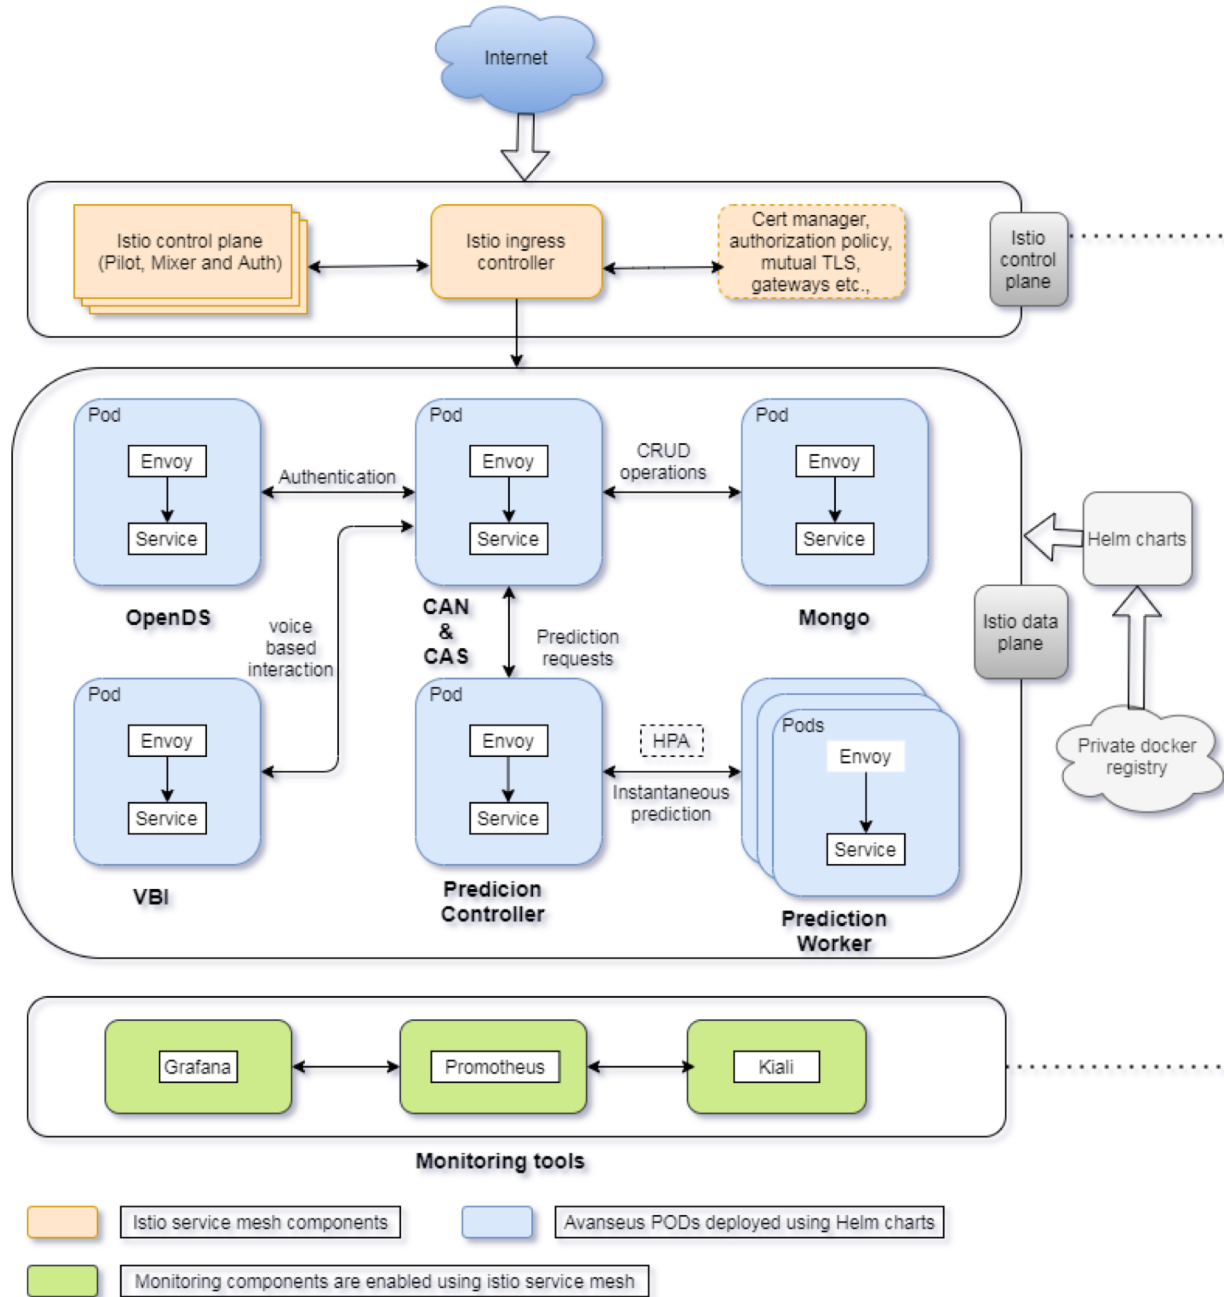 Internet
Istio control plane
(Pilot, Mixer and Auth)
Istio ingress
controller
Cert manager,
authorization policy,
mutual TLS,
gateways etc.,
Istio
control
plane
Pod
Envoy
Service
OpenDS
Authentication
Pod
Envoy
Service
CAN
&
CAS
CRUD
operations
Pod
Envoy
Service
Mongo
Helm charts
Istio data
plane
Private docker
registry
voice
based
interaction
Prediction
requests
Pod
Envoy
Service
VBI
Pod
Envoy
Service
Predicion
Controller
HPA
Instantaneous
prediction
Pods
Envoy
Service
Prediction
Worker
Grafana
Promotheus
Kiali
Monitoring tools
Istio service mesh components
Avanseus PODs deployed using Helm charts
Monitoring components are enabled using istio service mesh